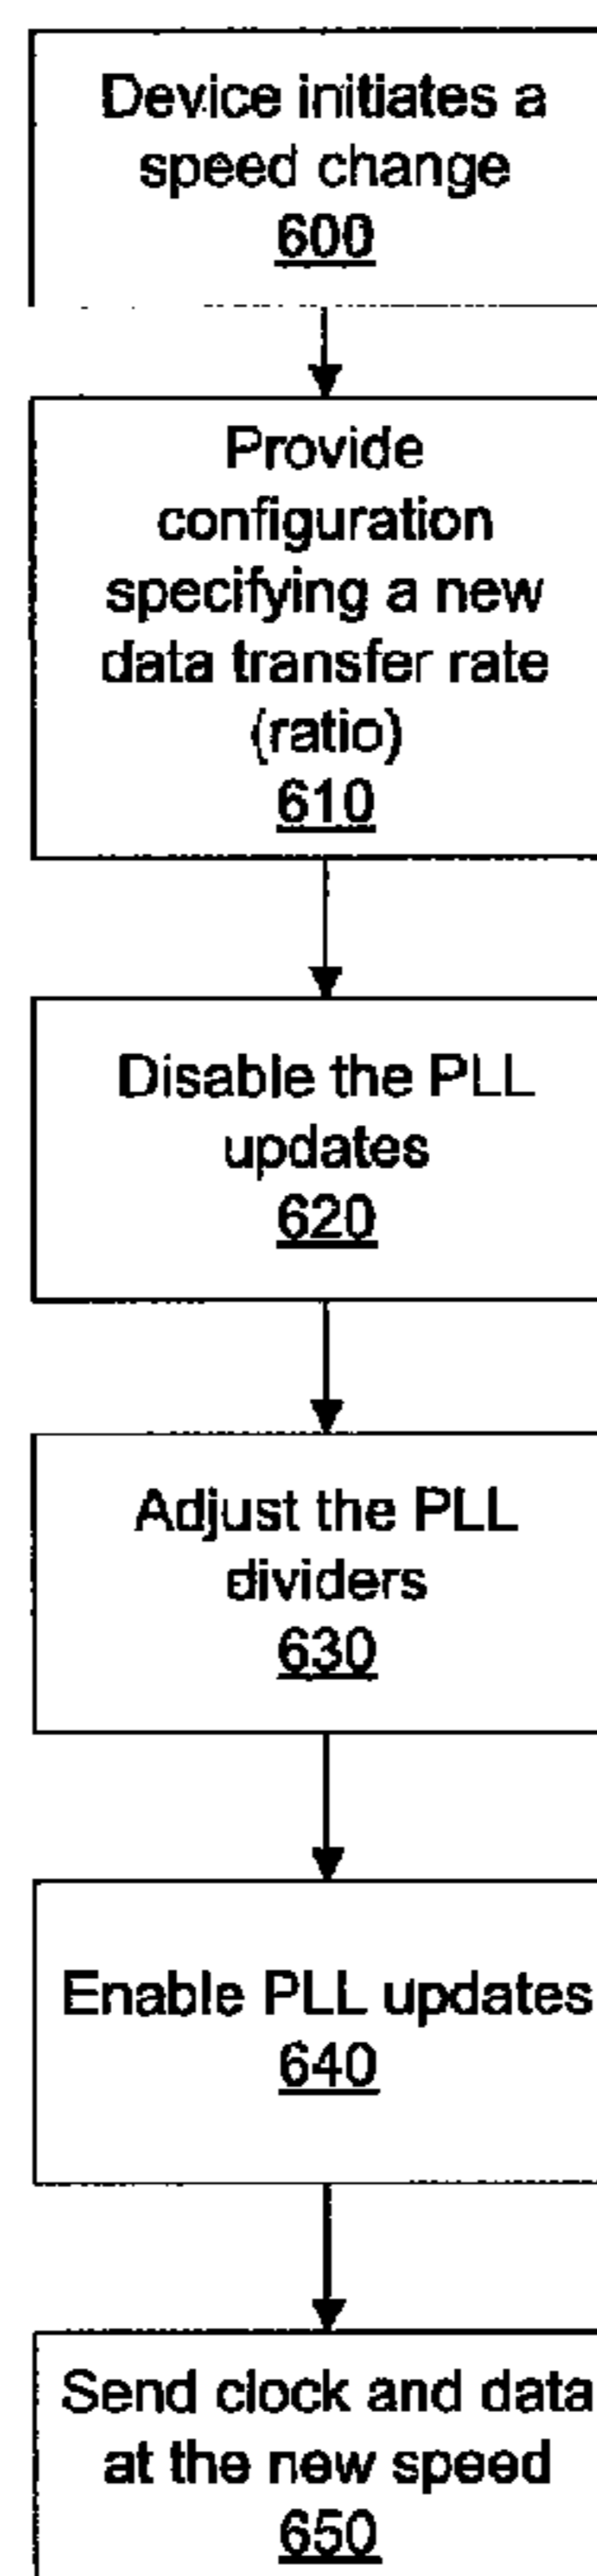 Device initiates a
speed change
600
Provide
configuration
specifying a new
data transfer rate
(ratio)
610
Disable the PLL
updates
620
Adjust the PLL
dividers
630
Enable PLL updates
640
Send clock and data
at the new speed
650